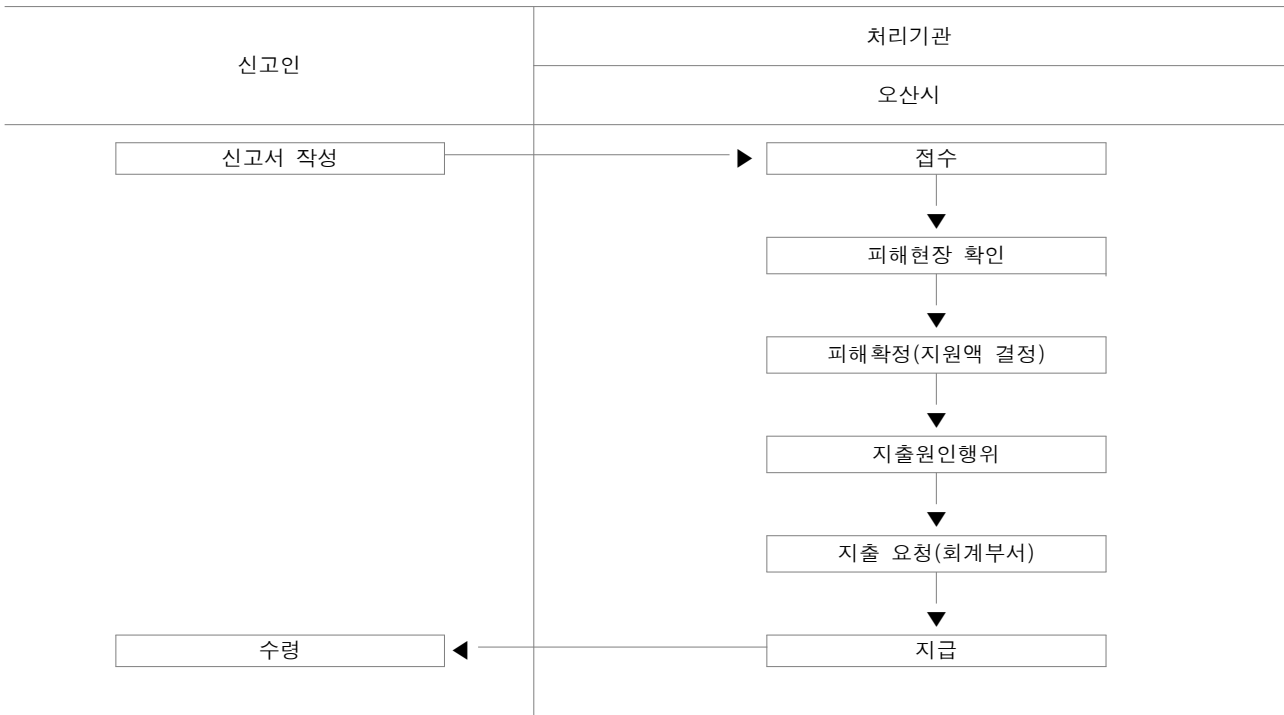 신고인
처리기관
오산시
신고서 작성
접수
피해현장 확인
피해확정(지원액 결정)
지출원인행위
지출 요청(회계부서)
지급
수령